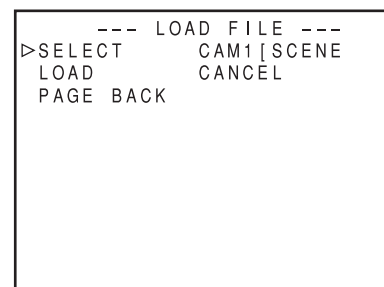 --- LOAD FILE ---
▷SELECT CAM1[SCENE
LOAD CANCEL
PAGE BACK